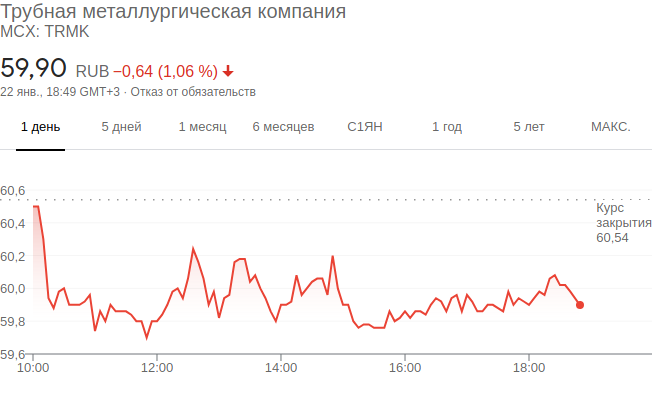 Трубная металлургическая компания
MCX: TRMK
59,90 RUB −0,64 (1,06 %)
22 янв., 18:49 GMT+3 · Отказ от обязательств
1 день 5 дней 1 месяц 6 месяцев С1ЯН 1 год 5 лет МАКС.
60,6
60,4
60,2
60,0
59,8
59,6
Курс
закрытия
60,54
10:00 12:00 14:00 16:00 18:00